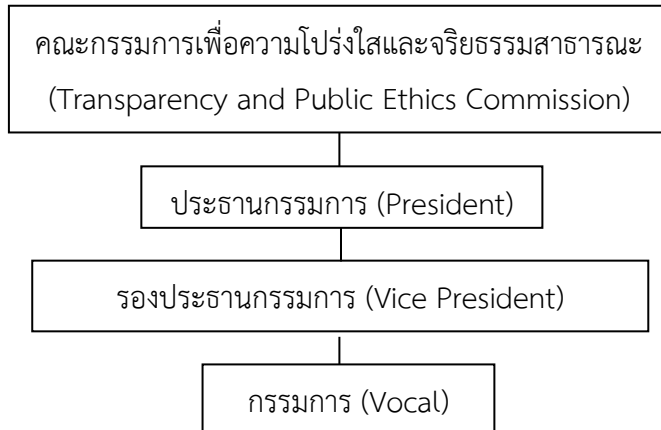 คณะกรรมการเพื่อความโปร่งใสและจริยธรรมสาธารณะ
(Transparency and Public Ethics Commission)
ประธานกรรมการ (President)
รองประธานกรรมการ (Vice President)
กรรมการ (Vocal)